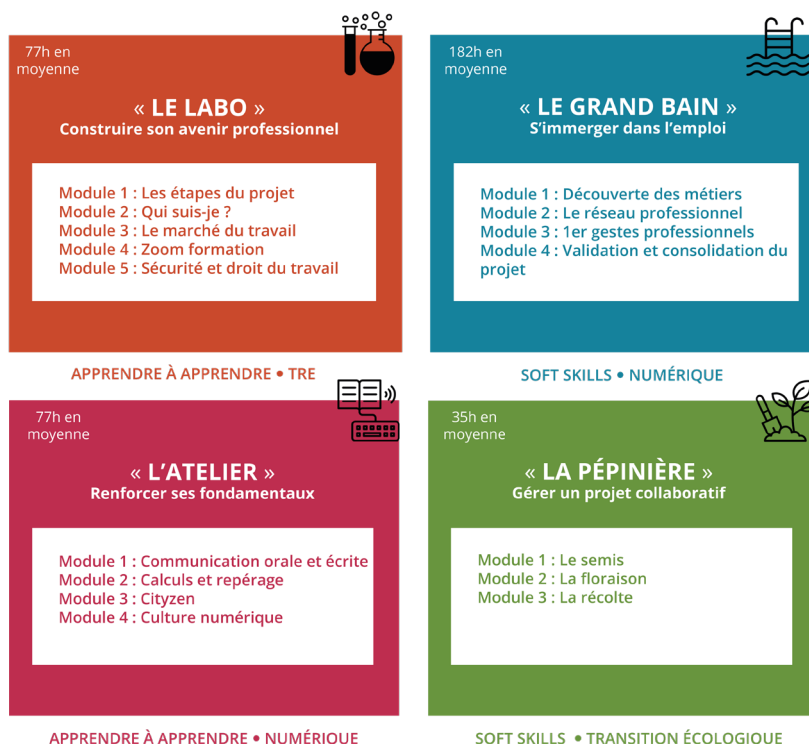 77h en
moyenne
« LE LABO »
Construire son avenir professionnel
Module 1 : Les étapes du projet
Module 2 : Qui suis-je ?
Module 3 : Le marché du travail
Module 4 : Zoom formation
Module 5 : Sécurité et droit du travail
APPRENDRE À APPRENDRE • TRE
182h en
moyenne
« LE GRAND BAIN »
S'immerger dans l'emploi
Module 1 : Découverte des métiers
Module 2 : Le réseau professionnel
Module 3 : 1er gestes professionnels
Module 4 : Validation et consolidation du
projet
SOFT SKILLS • NUMÉRIQUE
77h en
moyenne
« L'ATELIER »
Renforcer ses fondamentaux
Module 1 : Communication orale et écrite
Module 2 : Calculs et repérage
Module 3 : Cityzen
Module 4 : Culture numérique
APPRENDRE À APPRENDRE • NUMÉRIQUE
35h en
moyenne
« LA PÉPINIÈRE »
Gérer un projet collaboratif
Module 1 : Le semis
Module 2 : La floraison
Module 3 : La récolte
SOFT SKILLS • TRANSITION ÉCOLOGIQUE